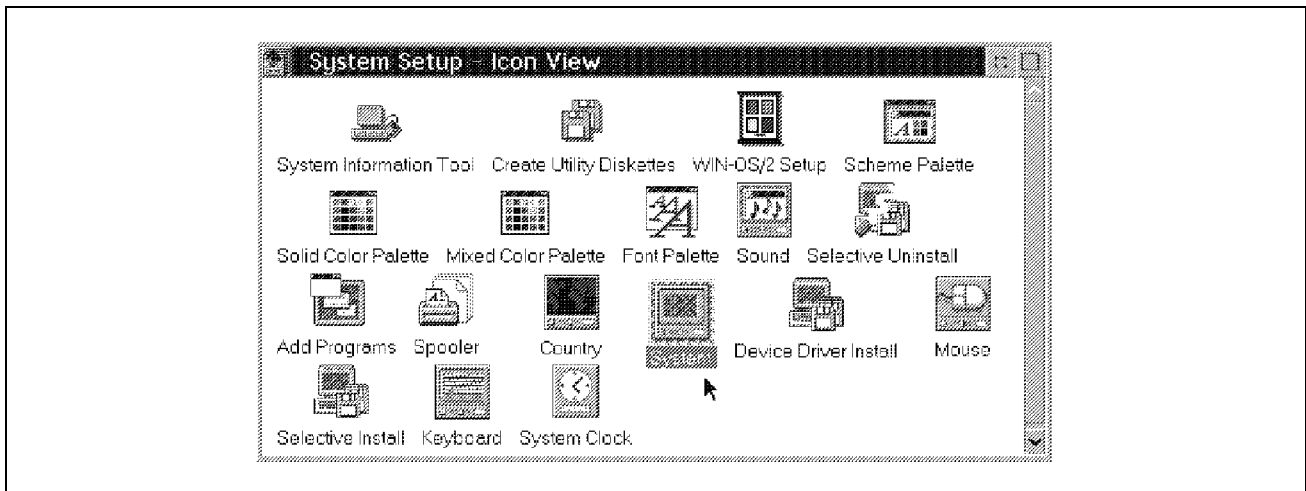 System Setup - Icon View
System Information Tool Create Utility Diskettes WIN-OS/2 Setup Scheme Palette
Solid Color Palette Mixed Color Palette Font Palette Sound Selective Uninstall
Add Programs Spooler Country Device Driver Install Mouse
Selective Install Keyboard System Clock